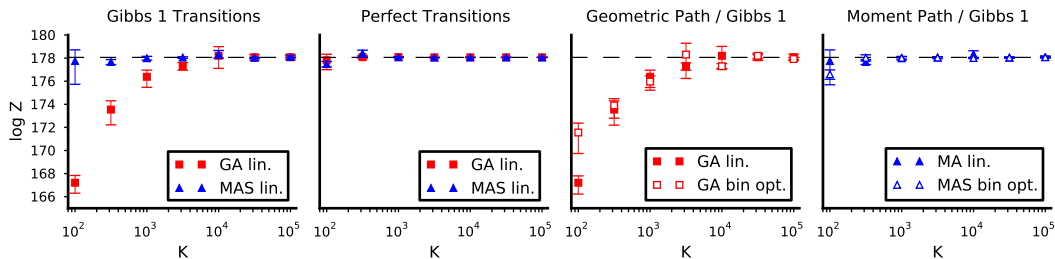 Gibbs 1 Transitions
Perfect Transitions
Geometric Path / Gibbs 1
Moment Path / Gibbs 1
log Z
180
178
176
174
172
170
168
166
GA lin.
MAS lin.
10^2
10^3
10^4
10^5
K
GA lin.
MAS lin.
10^2
10^3
10^4
10^5
K
GA lin.
GA bin opt.
10^2
10^3
10^4
10^5
K
MA lin.
MAS bin opt.
10^2
10^3
10^4
10^5
K